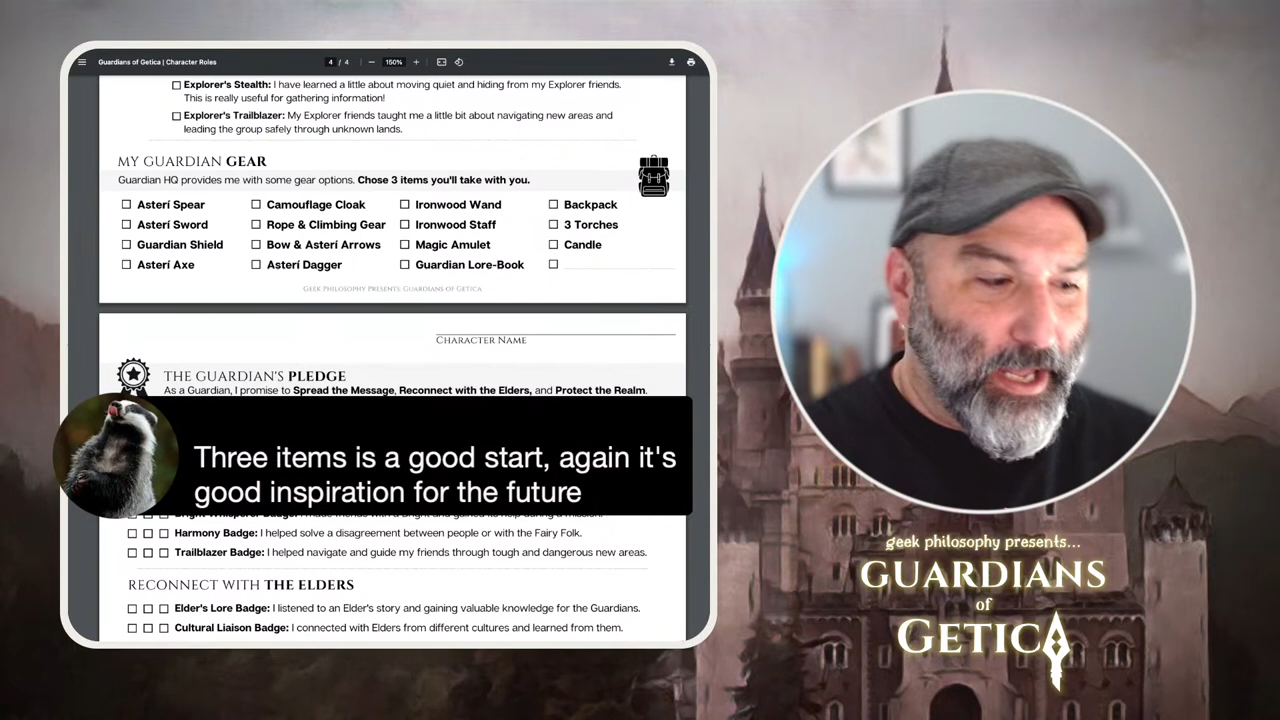 Guardians of Getica | Character Roles
4 / 4
150%
Explorer's Stealth: I have learned a little about moving quiet and hiding from my Explorer friends.
This is really useful for gathering information!
Explorer's Trailblazer: My Explorer friends taught me a little bit about navigating new areas and
leading the group safely through unknown lands.
MY GUARDIAN GEAR
Guardian HQ provides me with some gear options. Chose 3 items you'll take with you.
Asterí Spear Camouflage Cloak Ironwood Wand Backpack
Asterí Sword Rope & Climbing Gear Ironwood Staff 3 Torches
Guardian Shield Bow & Asterí Arrows Magic Amulet Candle
Asterí Axe Asterí Dagger Guardian Lore-Book
GEEK PHILOSOPHY PRESENTS: GUARDIANS OF GETICA
CHARACTER NAME
THE GUARDIAN'S PLEDGE
As a Guardian, I promise to Spread the Message, Reconnect with the Elders, and Protect the Realm.
Three items is a good start, again it's
good inspiration for the future
Harmony Badge: I helped solve a disagreement between people or with the Fairy Folk.
Trailblazer Badge: I helped navigate and guide my friends through tough and dangerous new areas.
RECONNECT WITH THE ELDERS
Elder's Lore Badge: I listened to an Elder's story and gaining valuable knowledge for the Guardians.
Cultural Liaison Badge: I connected with Elders from different cultures and learned from them.
geek philosophy presents...
GUARDIANS
of
GETICA